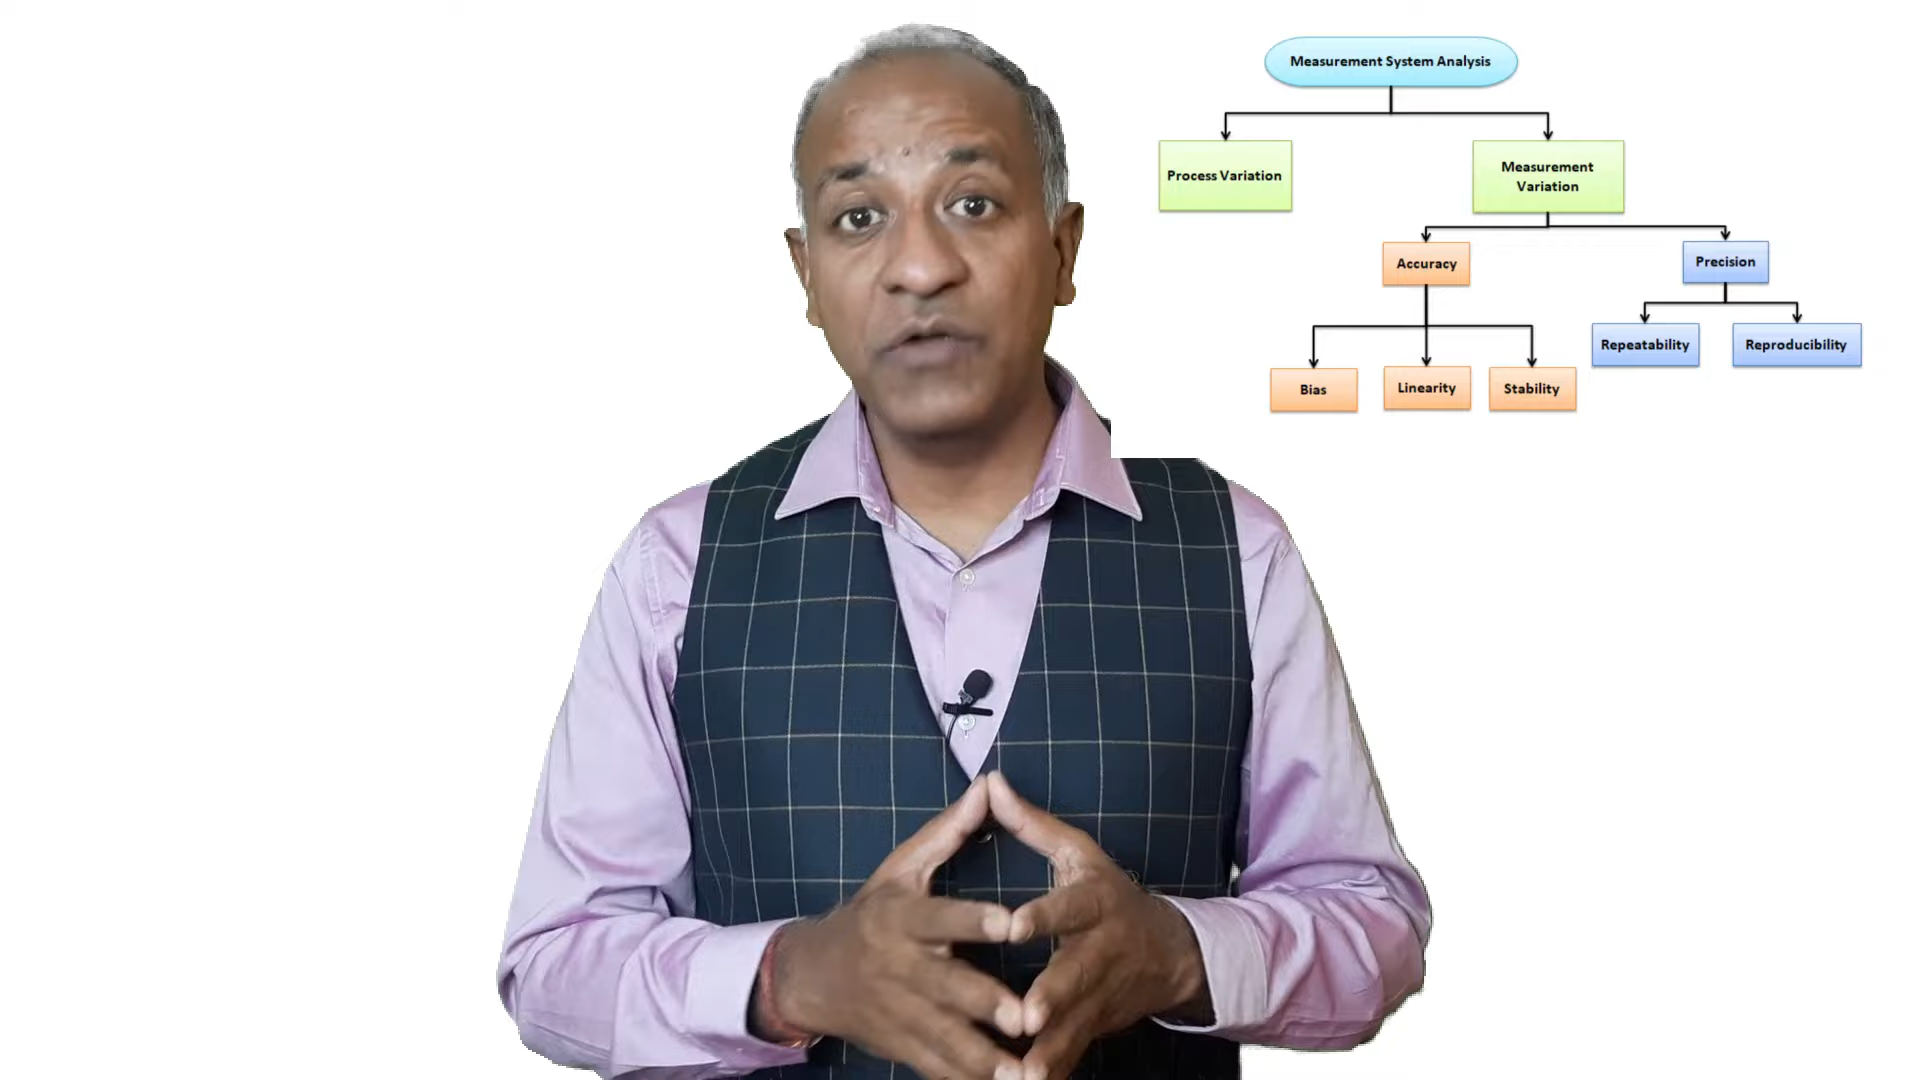 Measurement System Analysis
Process Variation
Measurement
Variation
Accuracy
Precision
Repeatability
Reproducibility
Bias
Linearity
Stability